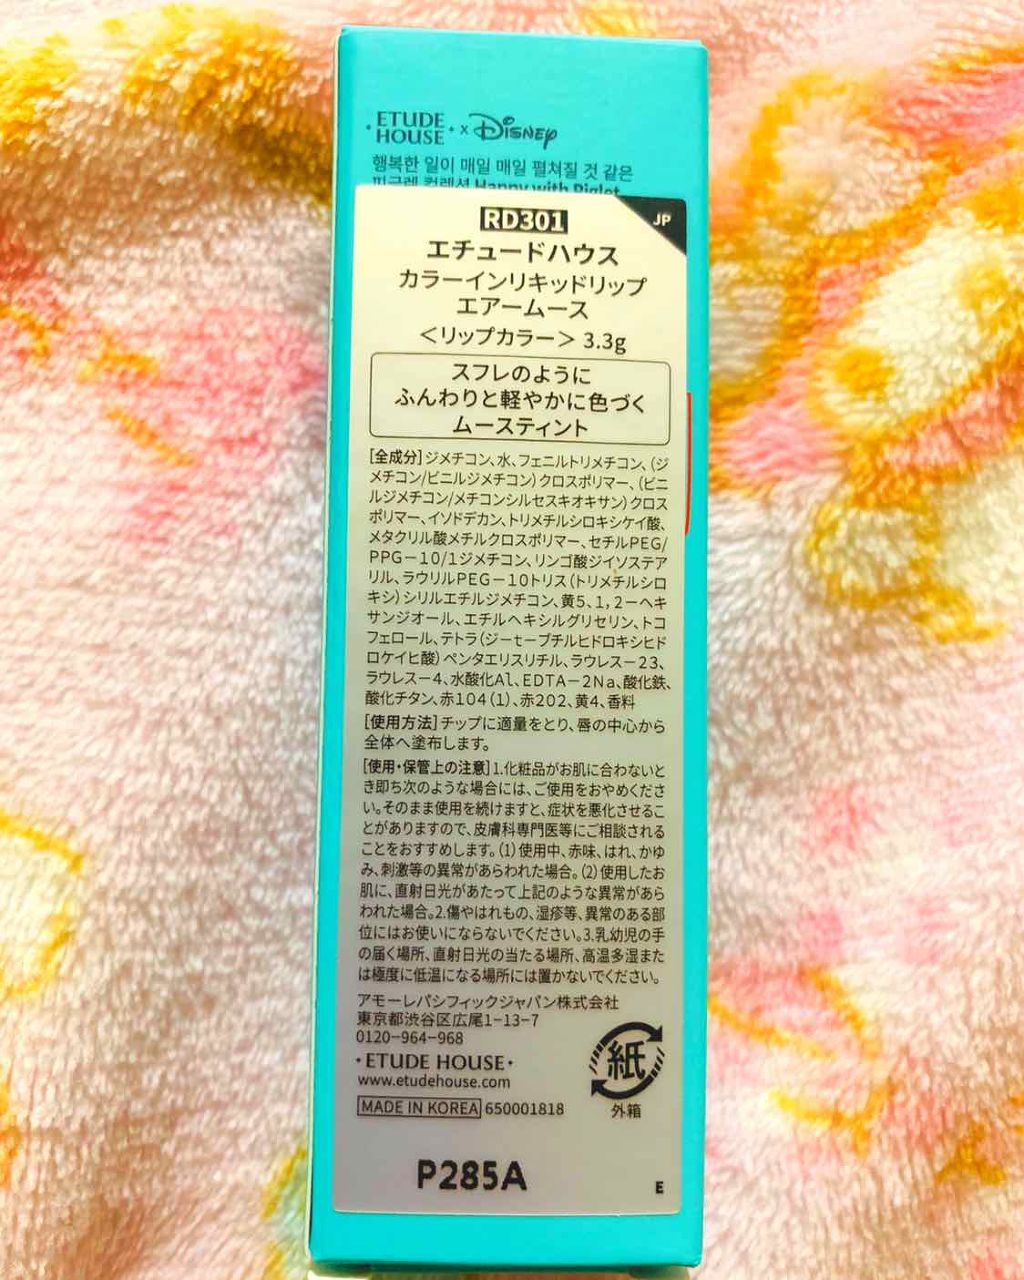 ETUDE HOUSE x Disney
행복한 일이 매일 매일 펼쳐질 것 같은
피글렛 컬렉션 Happy with Piglet
RD301
JP
エチュードハウス
カラーインリキッドリップ
エアームース
＜リップカラー＞ 3.3g
スフレのように
ふんわりと軽やかに色づく
ムースティント
[全成分]ジメチコン、水、フェニルトリメチコン、(ジ
メチコン/ビニルジメチコン)クロスポリマー、(ビニ
ルジメチコン/メチコンシルセスキオキサン)クロス
ポリマー、イソドデカン、トリメチルシロキシケイ酸、
メタクリル酸メチルクロスポリマー、セチルPEG/
PPG－10/1ジメチコン、リンゴ酸ジイソステア
リル、ラウリルPEG－10トリス(トリメチルシロ
キシ)シリルエチルジメチコン、黄5、1,2－ヘキ
サンジオール、エチルヘキシルグリセリン、トコ
フェロール、テトラ(ジーt－ブチルヒドロキシヒド
ロケイヒ酸)ペンタエリスリチル、ラウレス－23、
ラウレス－4、水酸化Al、EDTA－2Na、酸化鉄、
酸化チタン、赤104(1)、赤202、黄4、香料
[使用方法]チップに適量をとり、唇の中心から
全体へ塗布します。
[使用・保管上の注意]1.化粧品がお肌に合わないと
き即ち次のような場合には、ご使用をおやめくださ
い。そのまま使用を続けますと、症状を悪化させるこ
とがありますので、皮膚科専門医等にご相談される
ことをおすすめします。(1)使用中、赤味、はれ、かゆ
み、刺激等の異常があらわれた場合。(2)使用したお
肌に、直射日光があたって上記のような異常があら
われた場合。2.傷やはれもの、湿疹等、異常のある部
位にはお使いにならないでください。3.乳幼児の手
の届く場所、直射日光の当たる場所、高温多湿また
は極度に低温になる場所には置かないでください。
アモーレパシフィックジャパン株式会社
東京都渋谷区広尾1−13−7
0120−964−968
・ETUDE HOUSE・
www.etudehouse.com
MADE IN KOREA 650001818
紙
外箱
P285A
E